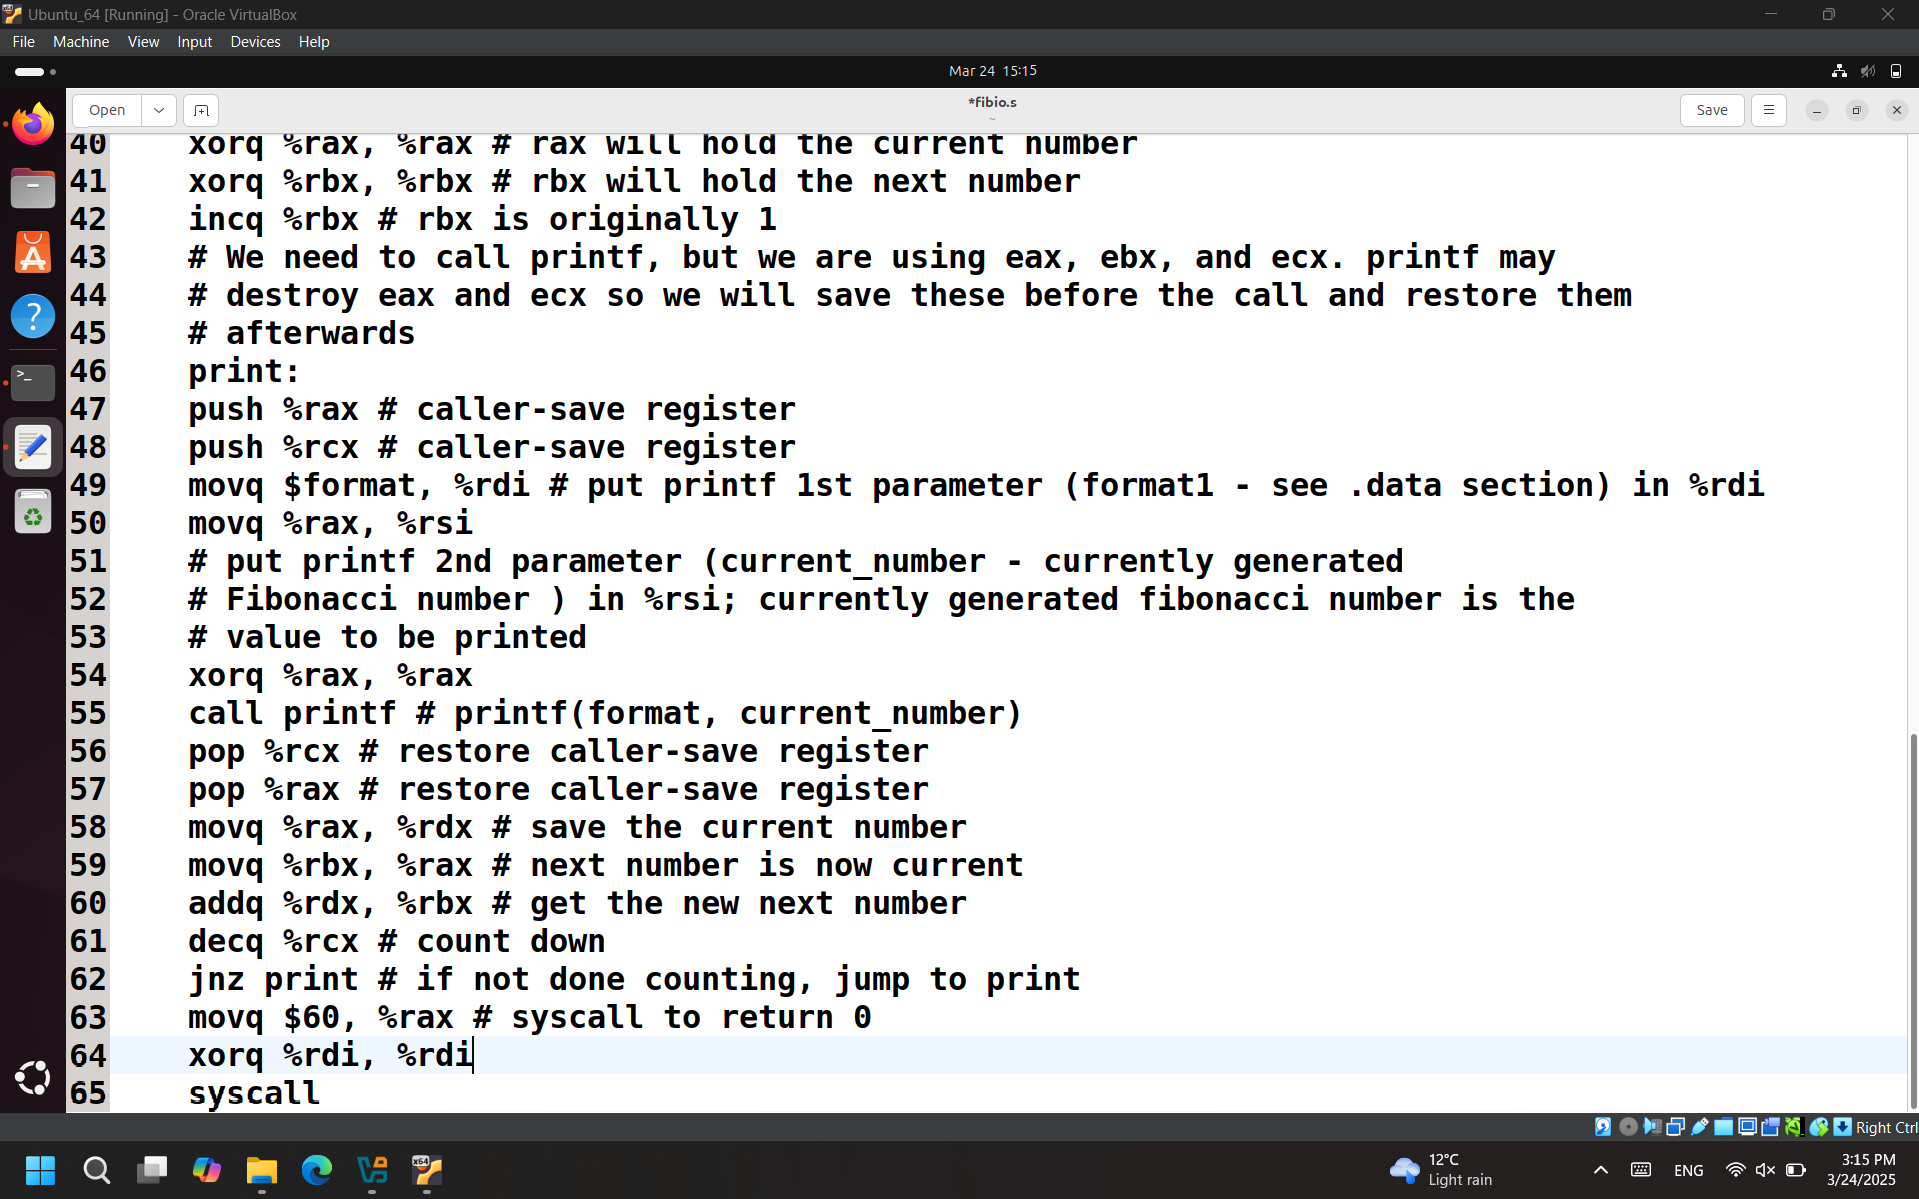 Ubuntu_64 [Running] - Oracle VirtualBox
File Machine View Input Devices Help
Mar 24 15:15
Open
*fibio.s
~
Save
40 xorq %rax, %rax # rax will hold the current number
41 xorq %rbx, %rbx # rbx will hold the next number
42 incq %rbx # rbx is originally 1
43 # We need to call printf, but we are using eax, ebx, and ecx. printf may
44 # destroy eax and ecx so we will save these before the call and restore them
45 # afterwards
46 print:
47 push %rax # caller-save register
48 push %rcx # caller-save register
49 movq $format, %rdi # put printf 1st parameter (format1 - see .data section) in %rdi
50 movq %rax, %rsi
51 # put printf 2nd parameter (current_number - currently generated
52 # Fibonacci number ) in %rsi; currently generated fibonacci number is the
53 # value to be printed
54 xorq %rax, %rax
55 call printf # printf(format, current_number)
56 pop %rcx # restore caller-save register
57 pop %rax # restore caller-save register
58 movq %rax, %rdx # save the current number
59 movq %rbx, %rax # next number is now current
60 addq %rdx, %rbx # get the new next number
61 decq %rcx # count down
62 jnz print # if not done counting, jump to print
63 movq $60, %rax # syscall to return 0
64 xorq %rdi, %rdi
65 syscall
Right Ctrl
12°C
Light rain
ENG
3:15 PM
3/24/2025